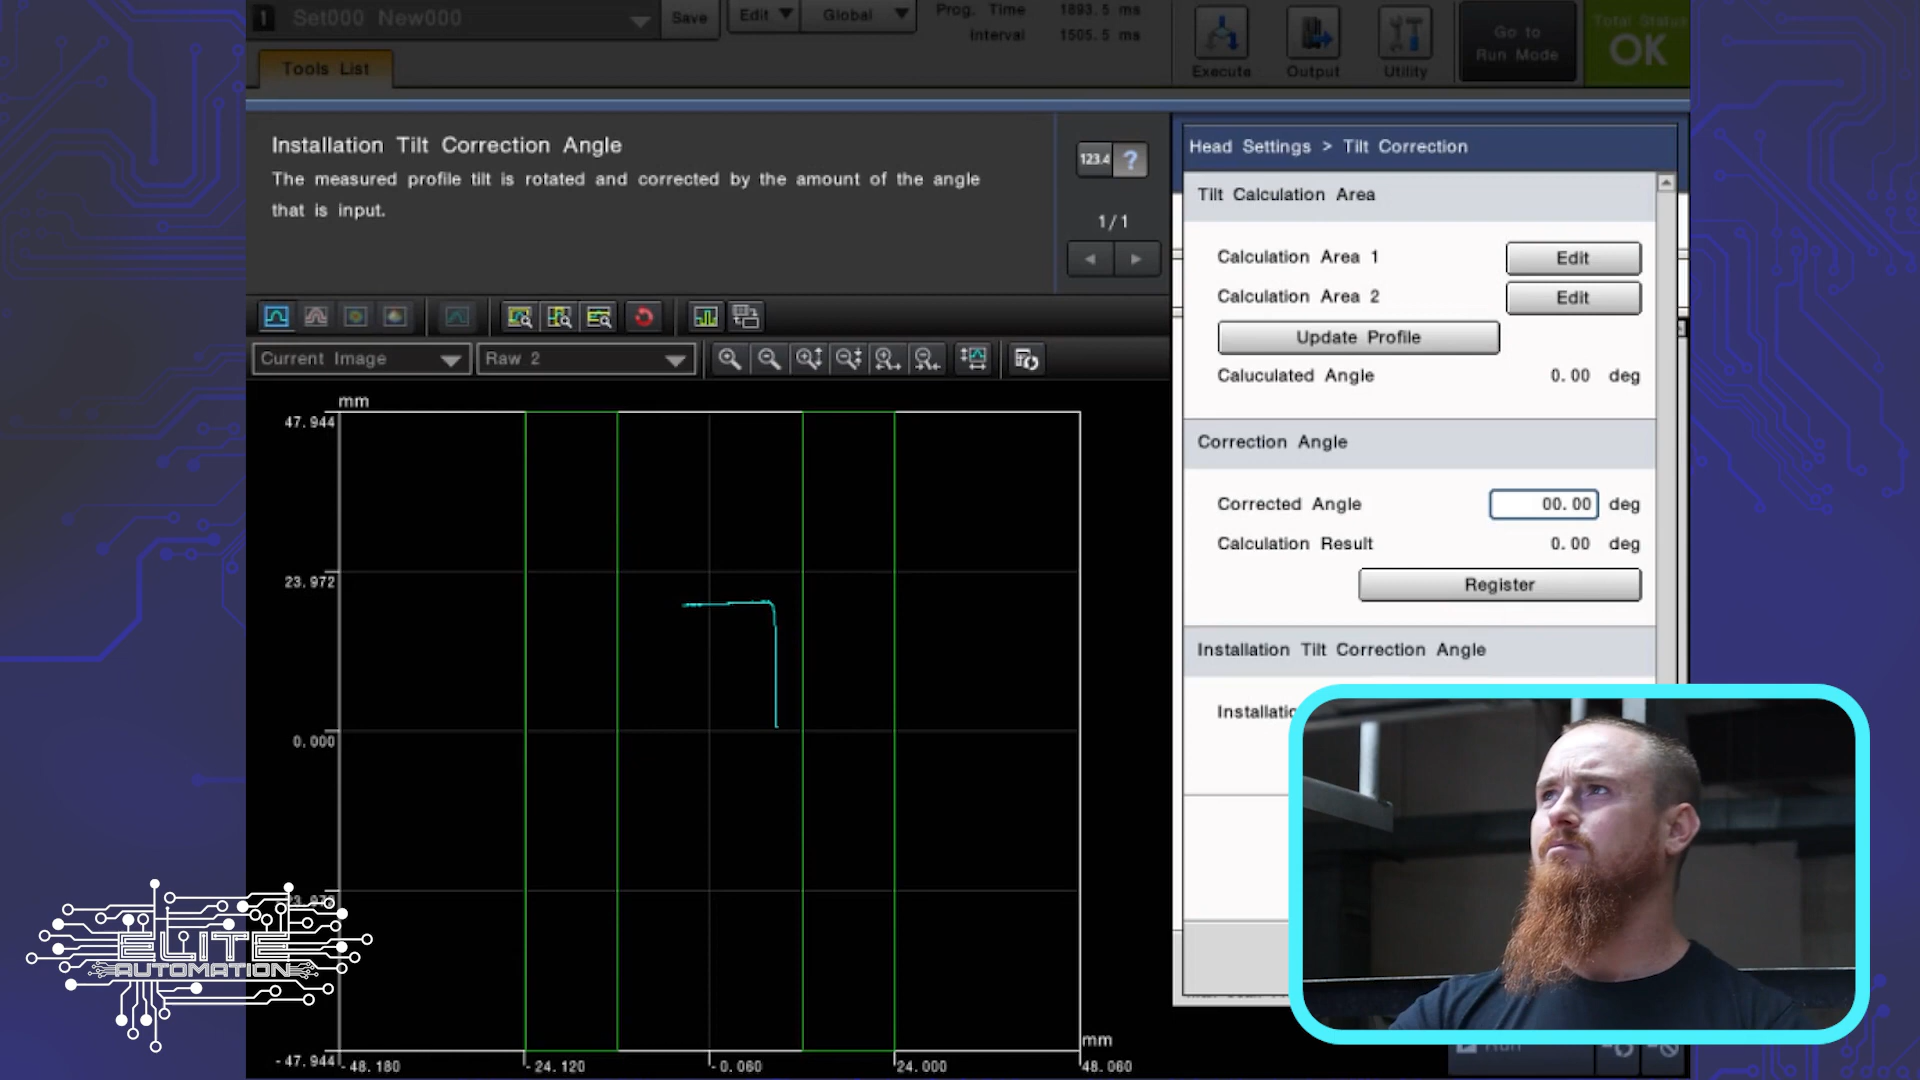 1 Set000 New000
Save
Edit
Global
Prog. Time 1893.5 ms
Interval 1505.5 ms
Execute
Output
Utility
Go to
Run Mode
Total Status
OK
Tools List
Installation Tilt Correction Angle
The measured profile tilt is rotated and corrected by the amount of the angle
that is input.
123.4
?
1/1
Head Settings > Tilt Correction
Tilt Calculation Area
Calculation Area 1 Edit
Calculation Area 2 Edit
Update Profile
Caluculated Angle 0.00 deg
Correction Angle
Corrected Angle 00.00 deg
Calculation Result 0.00 deg
Register
Installation Tilt Correction Angle
Installatio
Current Image
Raw 2
mm
47.944
23.972
0.000
-47.944
-48.180
-24.120
-0.060
24.000
48.060
mm
ELITE
AUTOMATION
Run